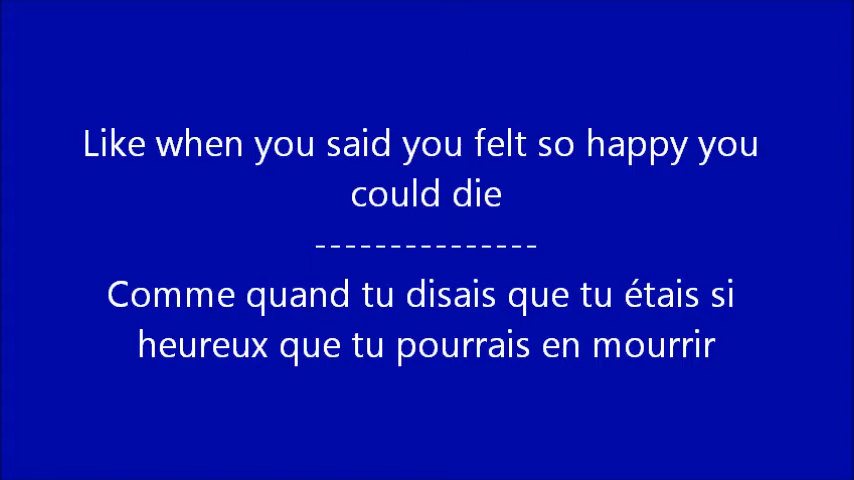 Like when you said you felt so happy you
could die
---------------
Comme quand tu disais que tu étais si
heureux que tu pourrais en mourrir